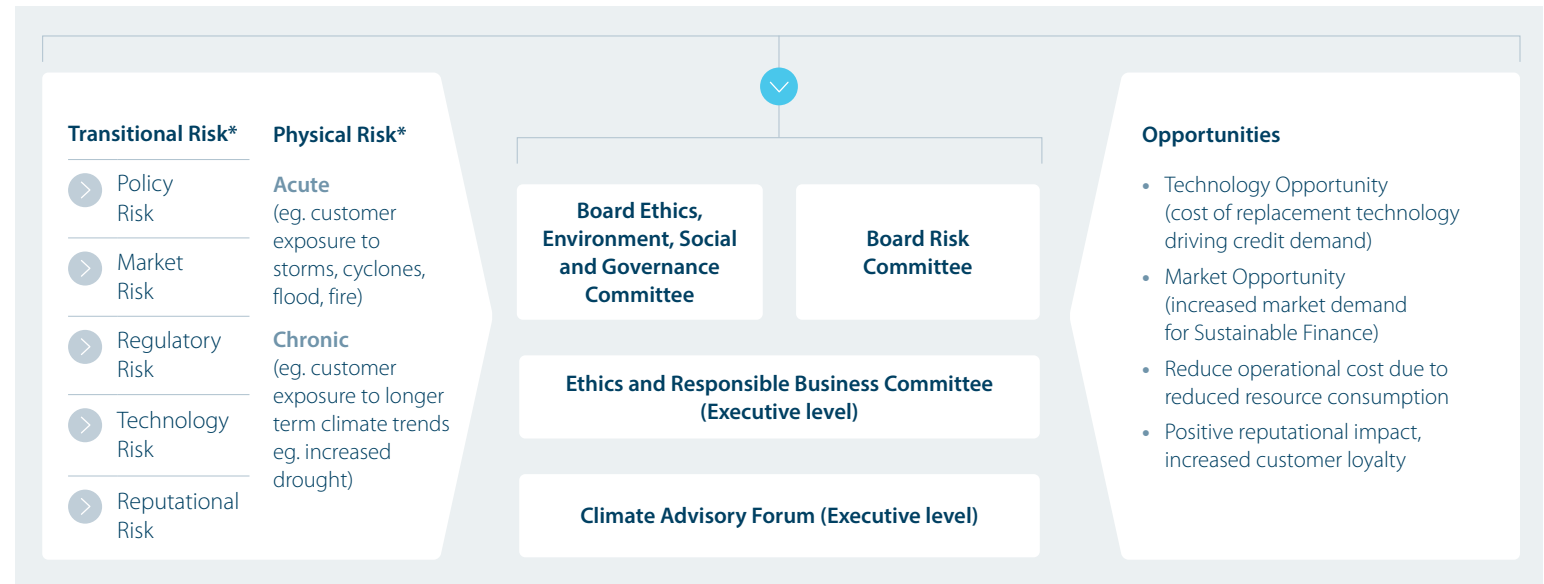 Transitional Risk*
Policy
Risk
Market
Risk
Regulatory
Risk
Technology
Risk
Reputational
Risk
Physical Risk*
Acute
(eg. customer
exposure to
storms, cyclones,
flood, fire)
Chronic
(eg. customer
exposure to longer
term climate trends
eg. increased
drought)
Board Ethics,
Environment, Social
and Governance
Committee
Board Risk
Committee
Ethics and Responsible Business Committee
(Executive level)
Climate Advisory Forum (Executive level)
Opportunities
• Technology Opportunity
(cost of replacement technology
driving credit demand)
• Market Opportunity
(increased market demand
for Sustainable Finance)
• Reduce operational cost due to
reduced resource consumption
• Positive reputational impact,
increased customer loyalty